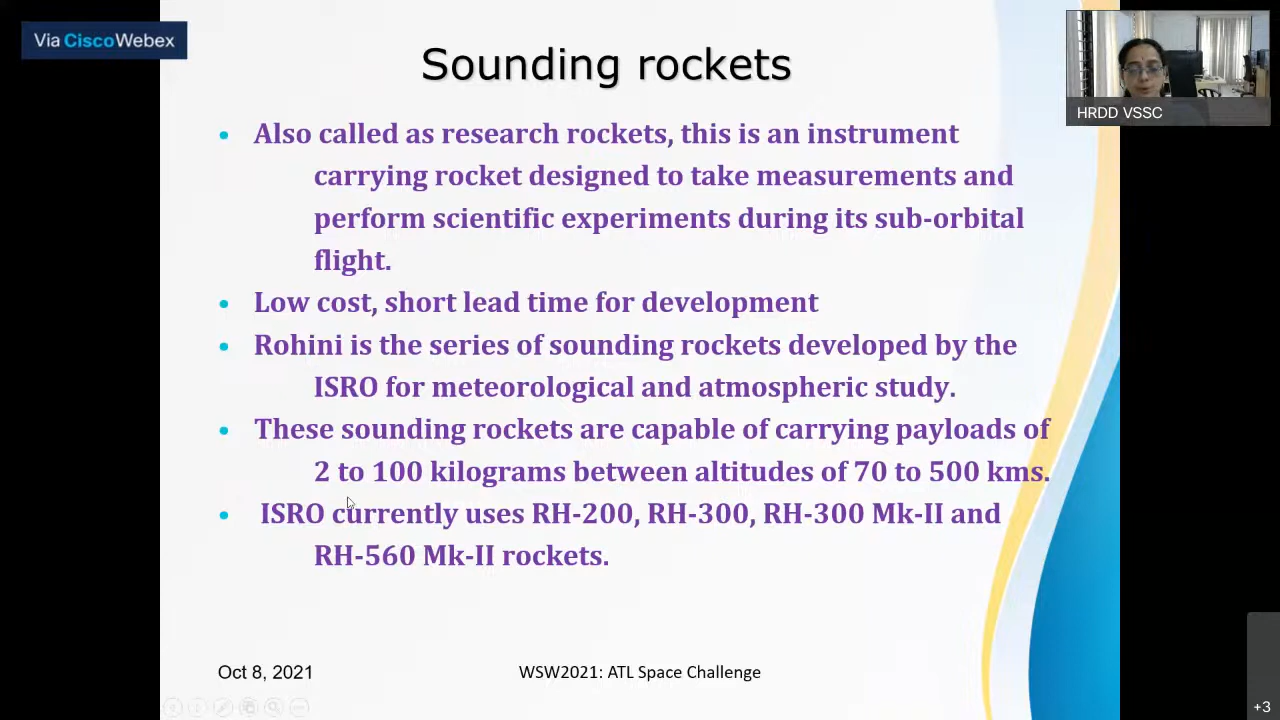 Via CiscoWebex
Sounding rockets
HRDD VSSC
• Also called as research rockets, this is an instrument
carrying rocket designed to take measurements and
perform scientific experiments during its sub-orbital
flight.
• Low cost, short lead time for development
• Rohini is the series of sounding rockets developed by the
ISRO for meteorological and atmospheric study.
• These sounding rockets are capable of carrying payloads of
2 to 100 kilograms between altitudes of 70 to 500 kms.
• ISRO currently uses RH-200, RH-300, RH-300 Mk-II and
RH-560 Mk-II rockets.
Oct 8, 2021
WSW2021: ATL Space Challenge
+3